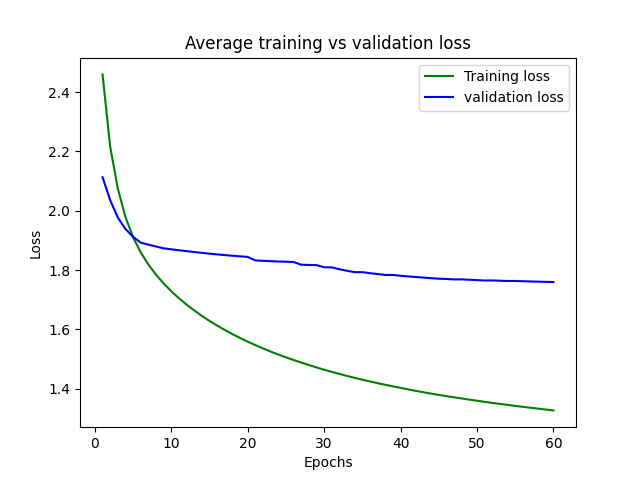 Average training vs validation loss
Training loss
validation loss
Loss
2.4
2.2
2.0
1.8
1.6
1.4
0 10 20 30 40 50 60
Epochs